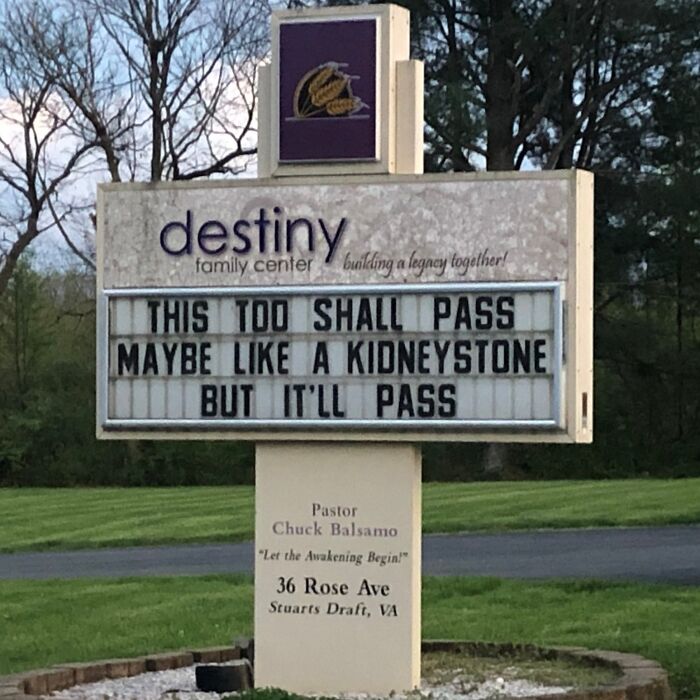 destiny
family center building a legacy together!
THIS TOO SHALL PASS
MAYBE LIKE A KIDNEYSTONE
BUT IT'LL PASS
Pastor
Chuck Balsamo
"Let the Awakening Begin!"
36 Rose Ave
Stuarts Draft, VA